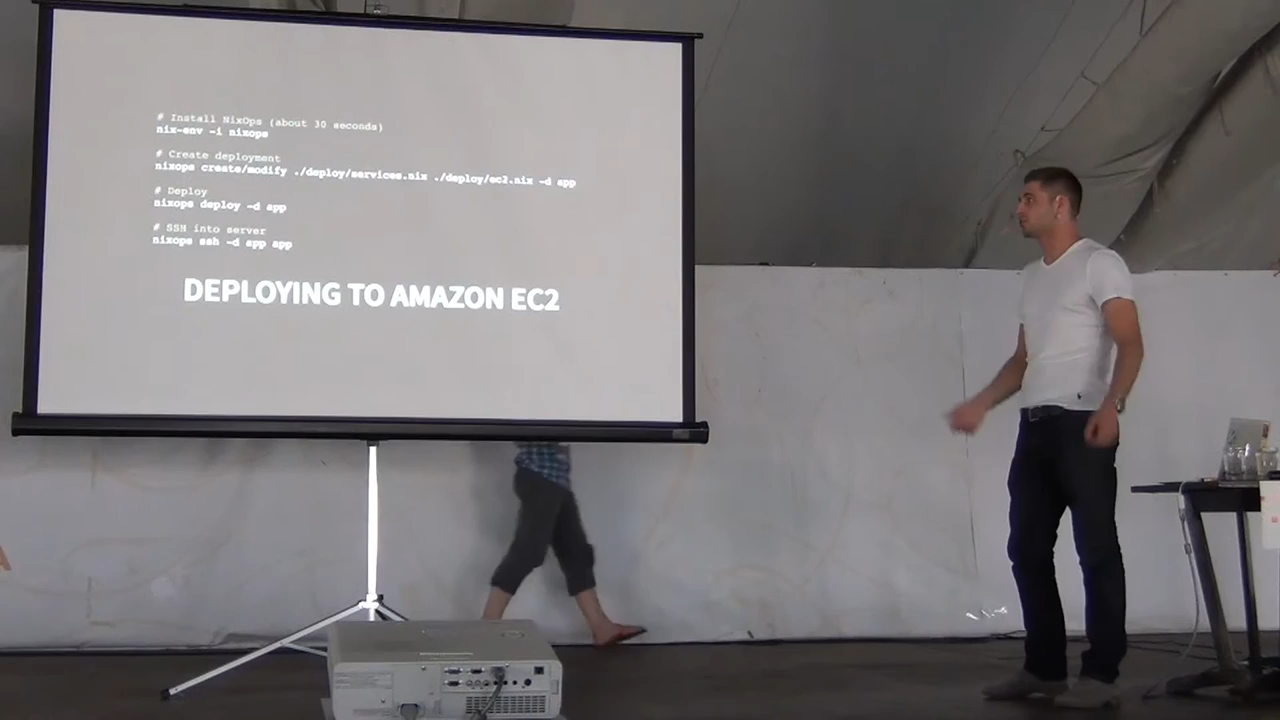 # Install NixOps (about 30 seconds)
nix-env -i nixops
# Create deployment
nixops create/modify ./deploy/services.nix ./deploy/ec2.nix -d app
# Deploy
nixops deploy -d app
# SSH into server
nixops ssh -d app app
DEPLOYING TO AMAZON EC2